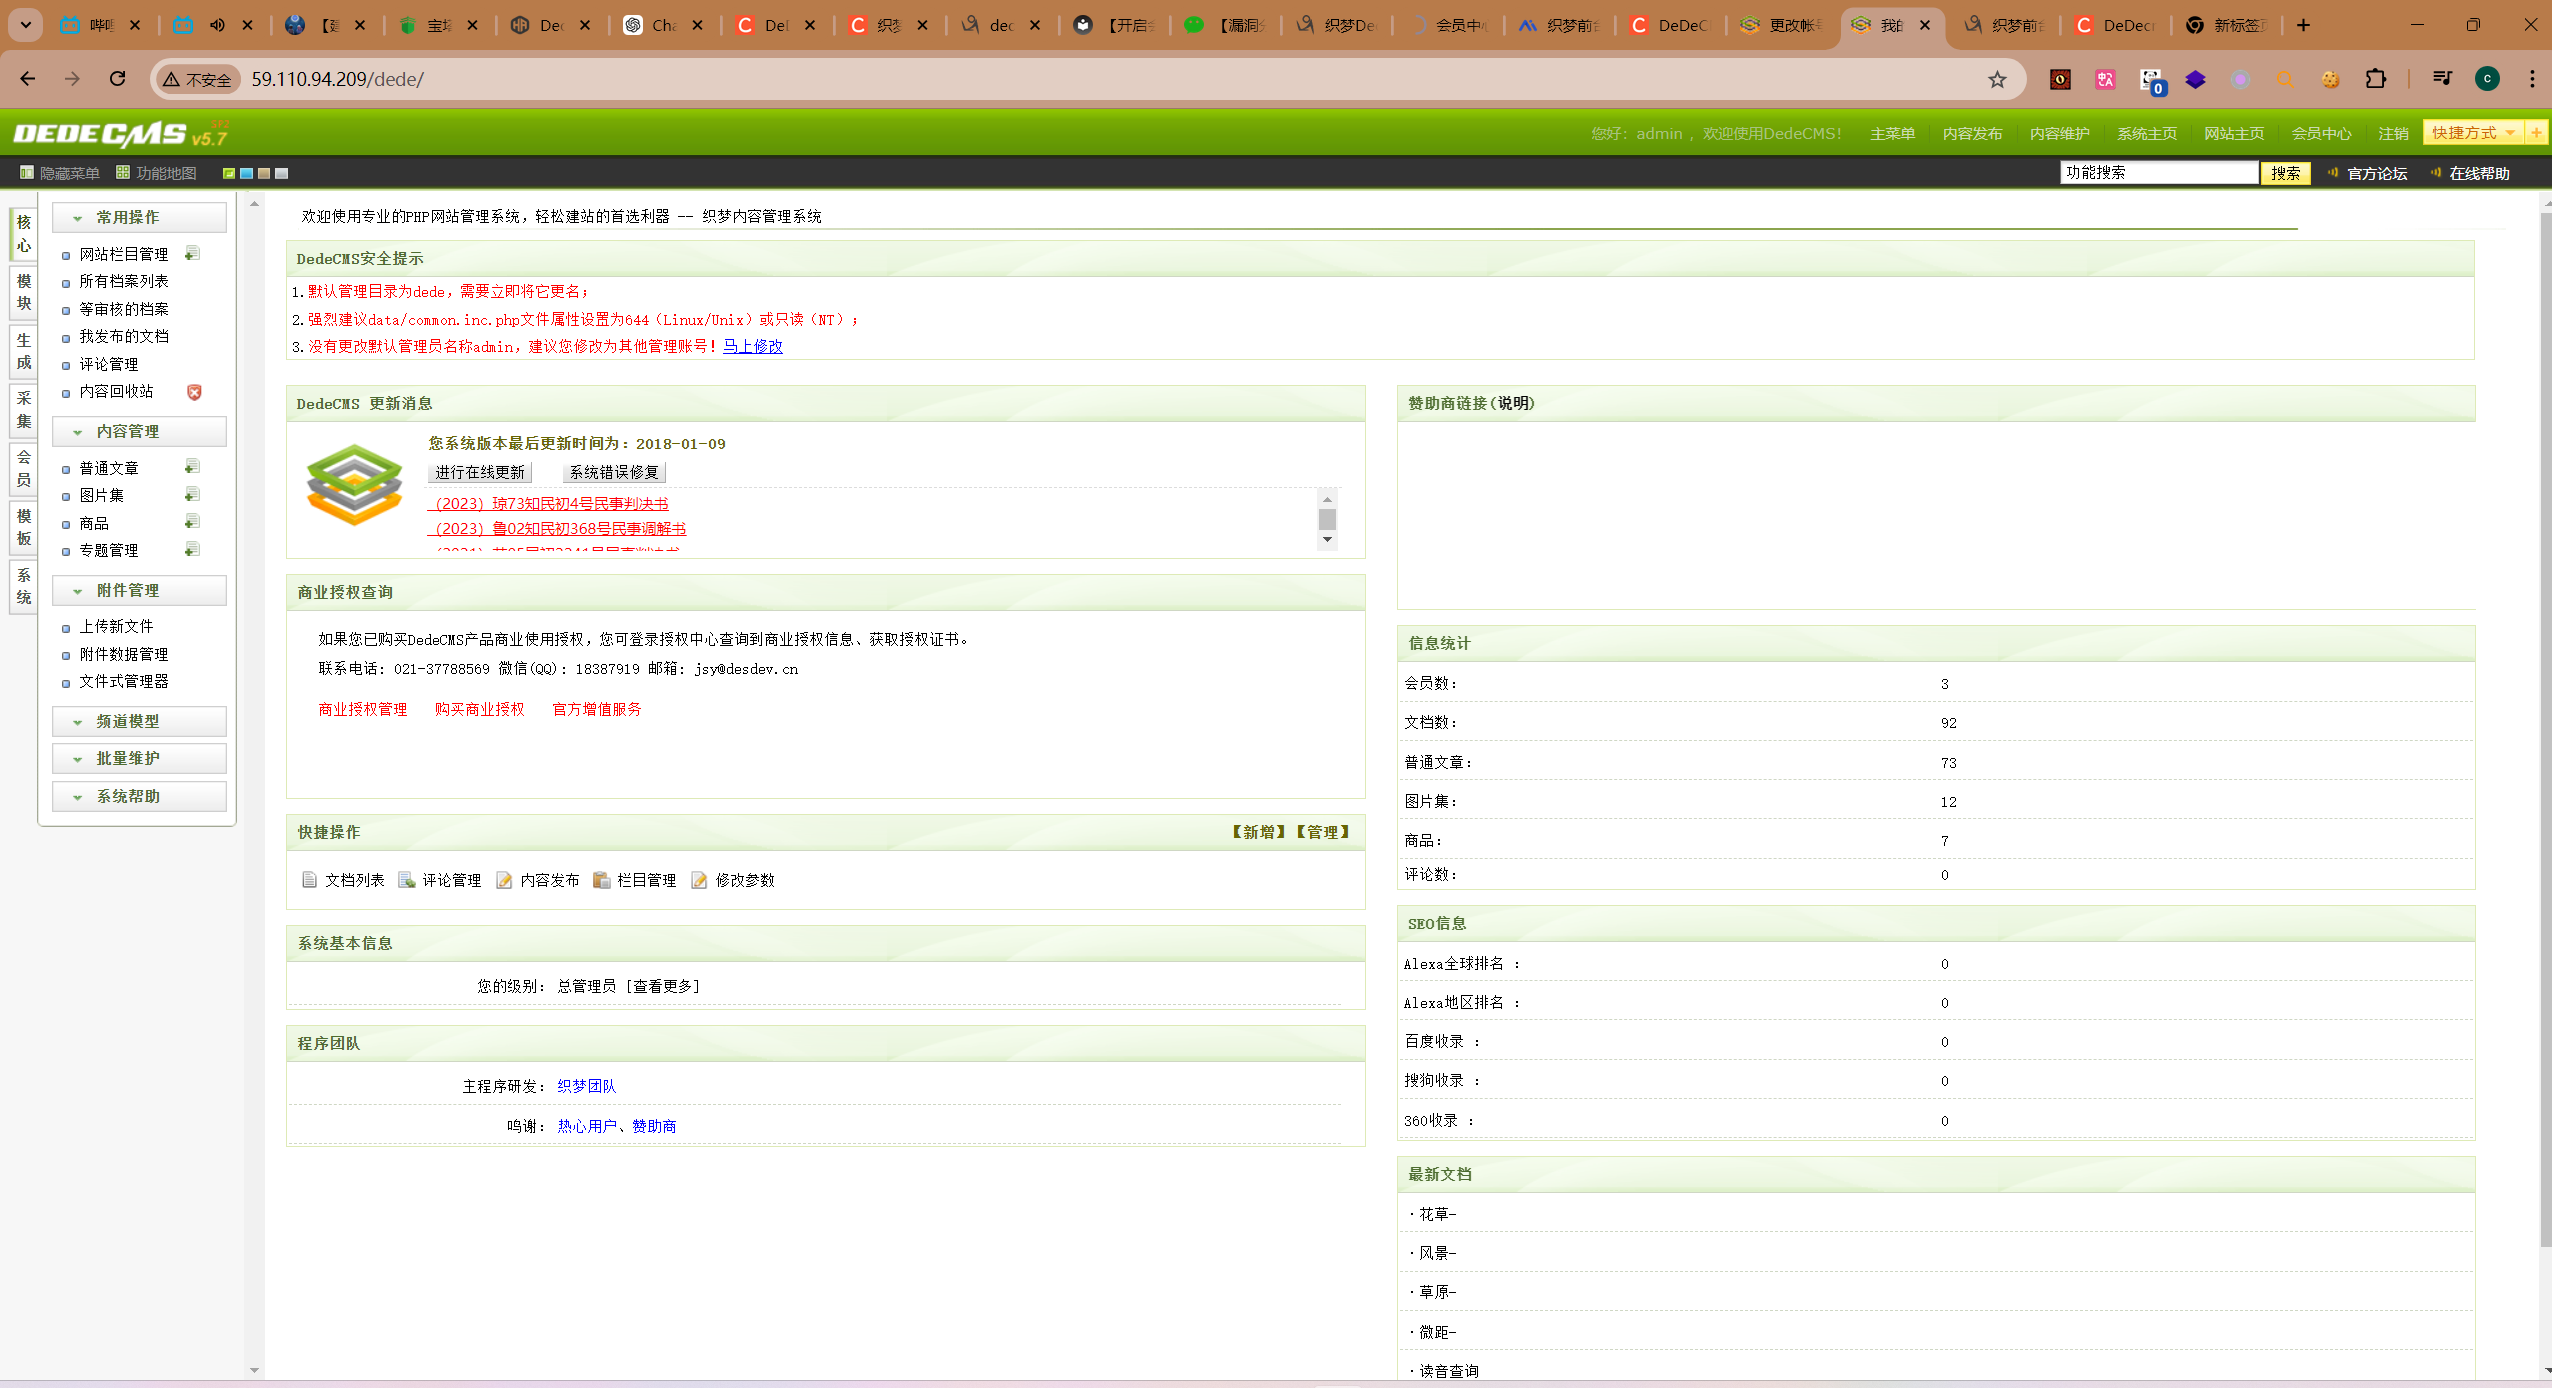 哔哩
【建
宝塔
Dec
Cha
DeD
织梦
dec
【开启会
【漏洞分
织梦De
会员中心
织梦前台
DeDeC
更改帐号
我的
织梦前台
DeDecm
新标签页
不安全 59.110.94.209/dede/
0
C
DEDECMS v5.7 SP2
您好：admin ，欢迎使用DedeCMS！ 主菜单 内容发布 内容维护 系统主页 网站主页 会员中心 注销 快捷方式
隐藏菜单 功能地图
功能搜索 搜索 官方论坛 在线帮助
核心
模块
生成
采集
会员
模板
系统
常用操作
网站栏目管理
所有档案列表
等审核的档案
我发布的文档
评论管理
内容回收站
内容管理
普通文章
图片集
商品
专题管理
附件管理
上传新文件
附件数据管理
文件式管理器
频道模型
批量维护
系统帮助
欢迎使用专业的PHP网站管理系统，轻松建站的首选利器 -- 织梦内容管理系统
DedeCMS安全提示
1.默认管理目录为dede，需要立即将它更名；
2.强烈建议data/common.inc.php文件属性设置为644（Linux/Unix）或只读（NT）；
3.没有更改默认管理员名称admin，建议您修改为其他管理账号！马上修改
DedeCMS 更新消息
您系统版本最后更新时间为：2018-01-09
进行在线更新 系统错误修复
（2023）琼73知民初4号民事判决书
（2023）鲁02知民初368号民事调解书
商业授权查询
如果您已购买DedeCMS产品商业使用授权，您可登录授权中心查询到商业授权信息、获取授权证书。
联系电话：021-37788569 微信(QQ)：18387919 邮箱：jsy@desdev.cn
商业授权管理 购买商业授权 官方增值服务
快捷操作 【新增】【管理】
文档列表 评论管理 内容发布 栏目管理 修改参数
系统基本信息
您的级别： 总管理员 [查看更多]
程序团队
主程序研发： 织梦团队
鸣谢： 热心用户、赞助商
赞助商链接(说明)
信息统计
会员数： 3
文档数： 92
普通文章： 73
图片集： 12
商品： 7
评论数： 0
SEO信息
Alexa全球排名 ： 0
Alexa地区排名 ： 0
百度收录 ： 0
搜狗收录 ： 0
360收录 ： 0
最新文档
·花草-
·风景-
·草原-
·微距-
·读音查询